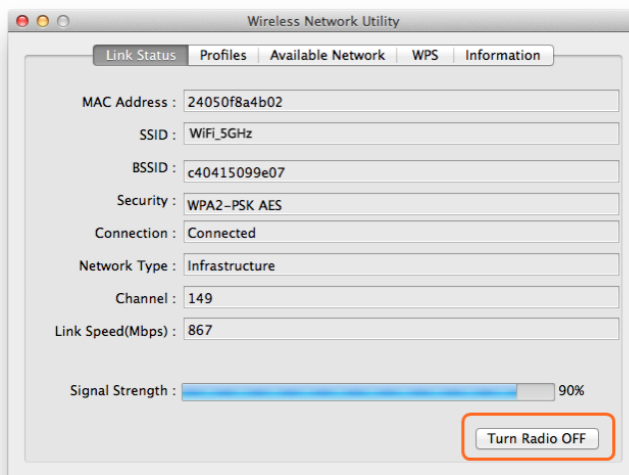 Wireless Network Utility
Link Status Profiles Available Network WPS Information
MAC Address : 24050f8a4b02
SSID : WiFi_5GHz
BSSID : c40415099e07
Security : WPA2-PSK AES
Connection : Connected
Network Type : Infrastructure
Channel : 149
Link Speed(Mbps) : 867
Signal Strength : 90%
Turn Radio OFF